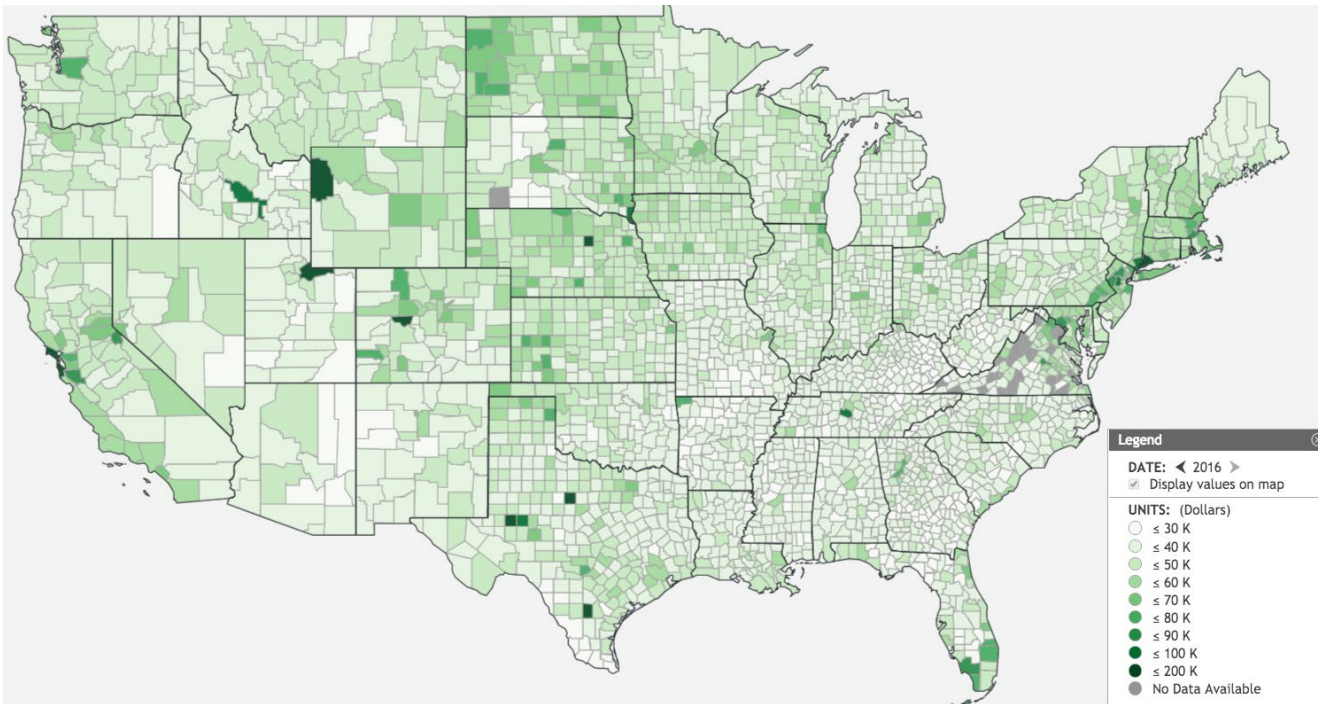 Legend
DATE: 2016
Display values on map
UNITS: (Dollars)
≤ 30 K
≤ 40 K
≤ 50 K
≤ 60 K
≤ 70 K
≤ 80 K
≤ 90 K
≤ 100 K
≤ 200 K
No Data Available